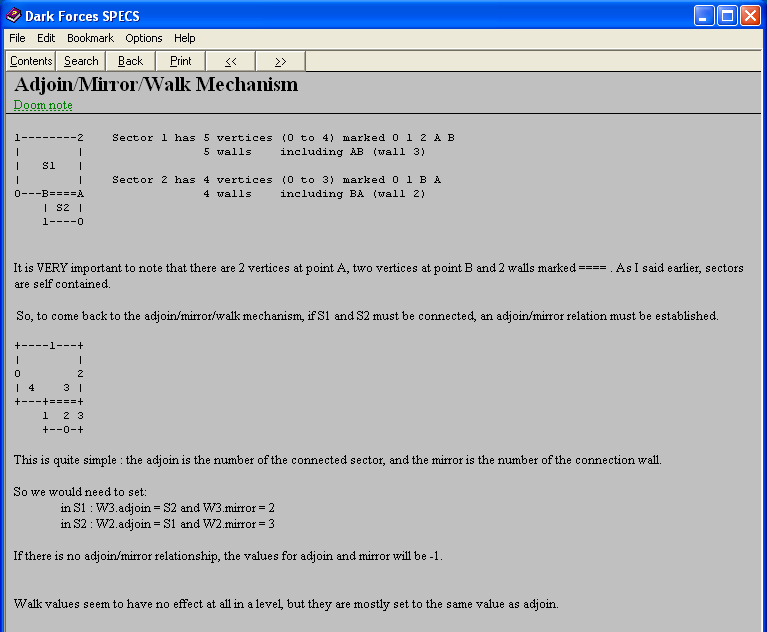 Dark Forces SPECS
File Edit Bookmark Options Help
Contents Search Back Print << >>
Adjoin/Mirror/Walk Mechanism
Doom note
1--------2    Sector 1 has 5 vertices (0 to 4) marked 0 1 2 A B
|        |                 5 walls    including AB (wall 3)
|   S1   |
|        |    Sector 2 has 4 vertices (0 to 3) marked 0 1 B A
0---B====A                 4 walls    including BA (wall 2)
    | S2 |
    1----0
It is VERY important to note that there are 2 vertices at point A, two vertices at point B and 2 walls marked ==== . As I said earlier, sectors
are self contained.
So, to come back to the adjoin/mirror/walk mechanism, if S1 and S2 must be connected, an adjoin/mirror relation must be established.
+----1---+
|        |
0        2
| 4    3 |
+---+====+
    1  2 3
    +--0-+
This is quite simple : the adjoin is the number of the connected sector, and the mirror is the number of the connection wall.
So we would need to set:
in S1 : W3.adjoin = S2 and W3.mirror = 2
in S2 : W2.adjoin = S1 and W2.mirror = 3
If there is no adjoin/mirror relationship, the values for adjoin and mirror will be -1.
Walk values seem to have no effect at all in a level, but they are mostly set to the same value as adjoin.